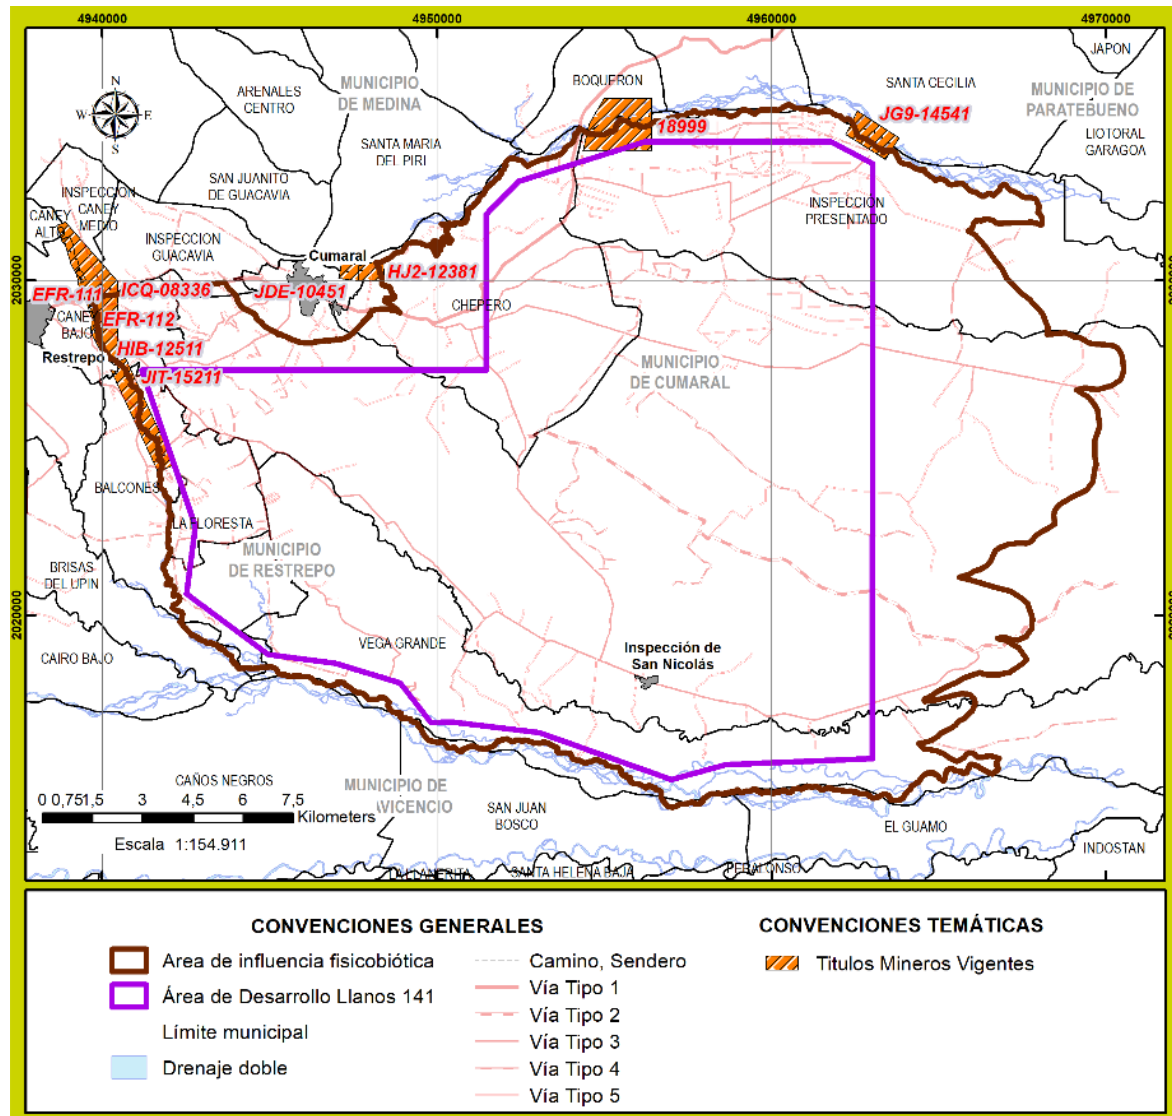 4940000 4950000 4960000 4970000
JAPON
BOQUERON
SANTA CECILIA
MUNICIPIO
DE MEDINA
MUNICIPIO DE
PARATEBUENO
ARENALES
CENTRO
N
W E
S
JG9-14541
18999
LIOTORAL
GARAGOA
SANTA MARIA
DEL PIRI
SAN JUANITO
DE GUACAVIA
INSPECCION
CANEY
MEDIO
CANEY
ALTO
INSPECCIÓN
PRESENTADO
INSPECCION
GUACAVIA
Cumaral
HJ2-12381
2030000
EFR-111
ICQ-08336
JDE-10451
CHEPERO
CANEY
BAJO
EFR-112
HIB-12511
Restrepo
JIT-15211
MUNICIPIO
DE CUMARAL
BALCONES
LA FLORESTA
MUNICIPIO
DE RESTREPO
BRISAS
DEL UPIN
2020000
VEGA GRANDE
CAIRO BAJO
Inspección de
San Nicolás
CAÑOS NEGROS
MUNICIPIO DE
AVICENCIO
0 0,751,5 3 4,5 6 7,5
Kilometers
Escala 1:154.911
SAN JUAN
BOSCO
EL GUAMO
INDOSTAN
SANTA HELENA BAJA
PERALONSO
CONVENCIONES GENERALES
Area de influencia fisicobiótica
Área de Desarrollo Llanos 141
Límite municipal
Drenaje doble
Camino, Sendero
Vía Tipo 1
Vía Tipo 2
Vía Tipo 3
Vía Tipo 4
Vía Tipo 5
CONVENCIONES TEMÁTICAS
Titulos Mineros Vigentes